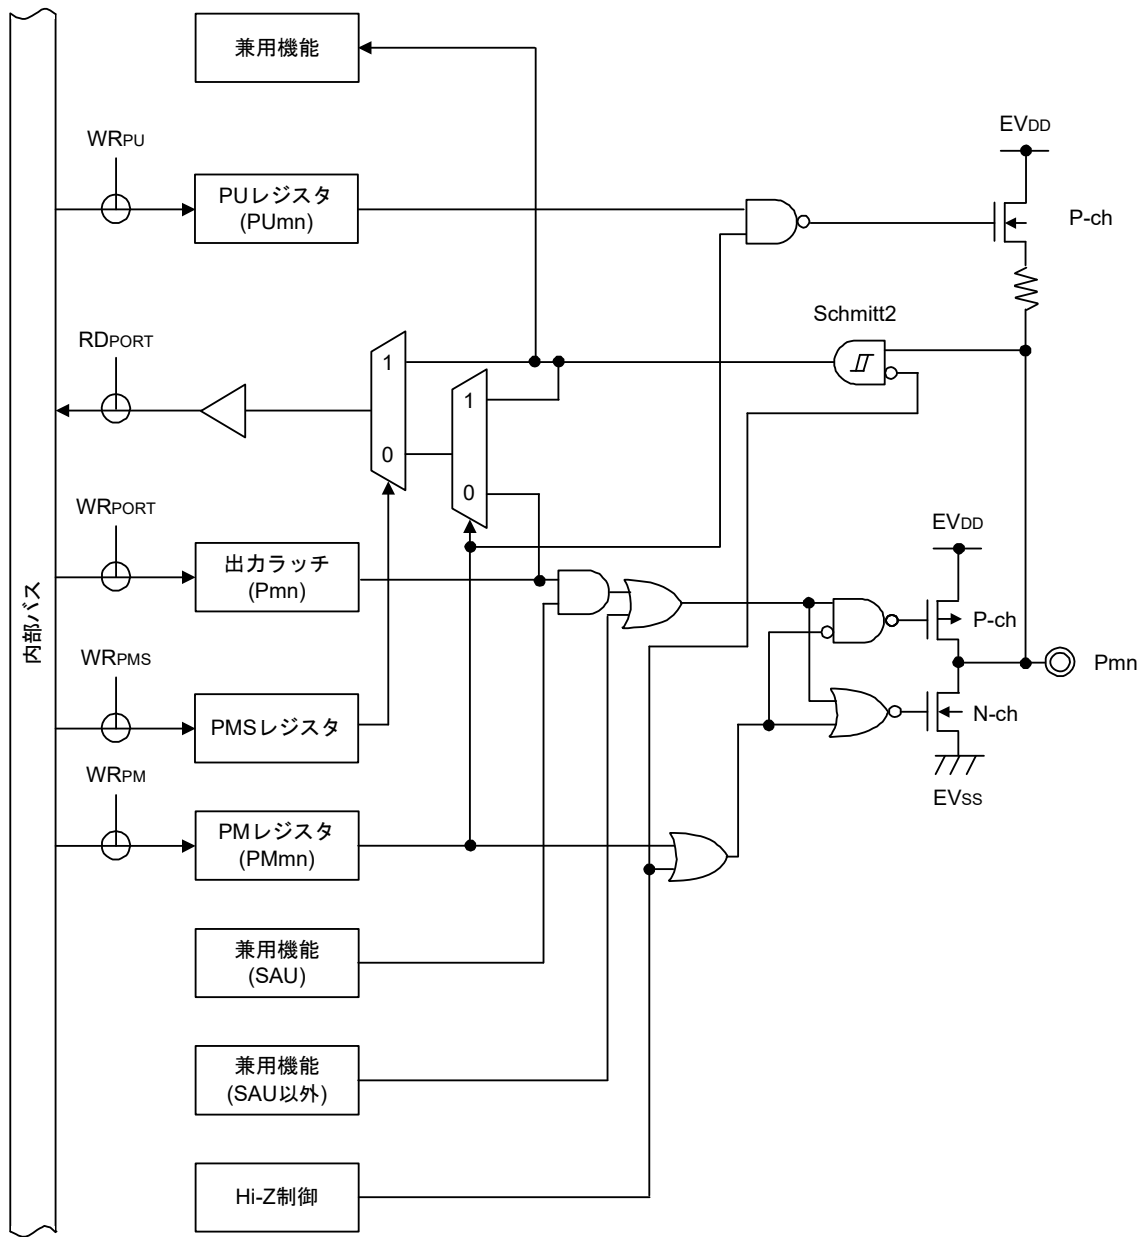 兼用機能
WRPU
EVDD
PUレジスタ
(PUmn)
P-ch
RDPORT
Schmitt2
1
1
0
0
WRPORT
EVDD
出力ラッチ
(Pmn)
P-ch
内部バス
WRPMS
Pmn
PMSレジスタ
N-ch
WRPM
EVSS
PMレジスタ
(PMmn)
兼用機能
(SAU)
兼用機能
(SAU以外)
Hi-Z制御